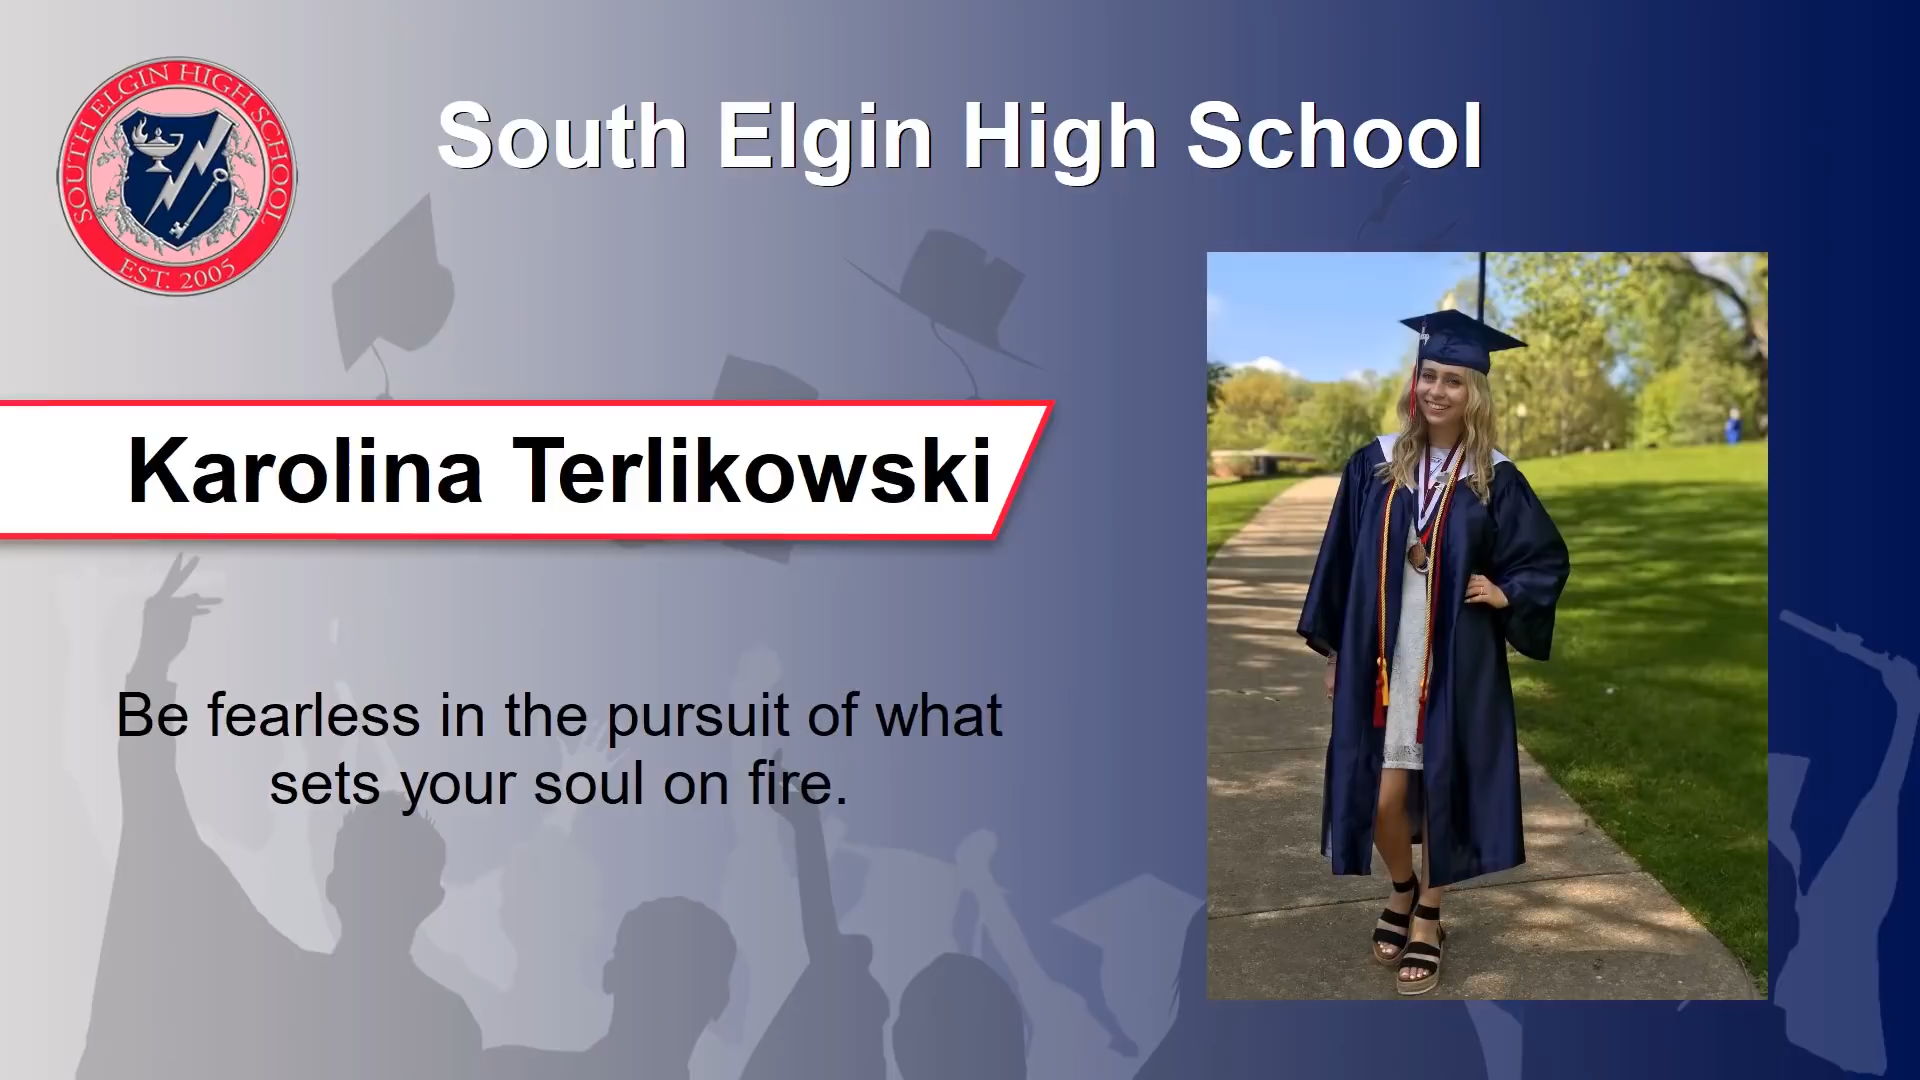 SOUTH ELGIN HIGH SCHOOL
EST. 2005
South Elgin High School
Karolina Terlikowski
Be fearless in the pursuit of what
sets your soul on fire.